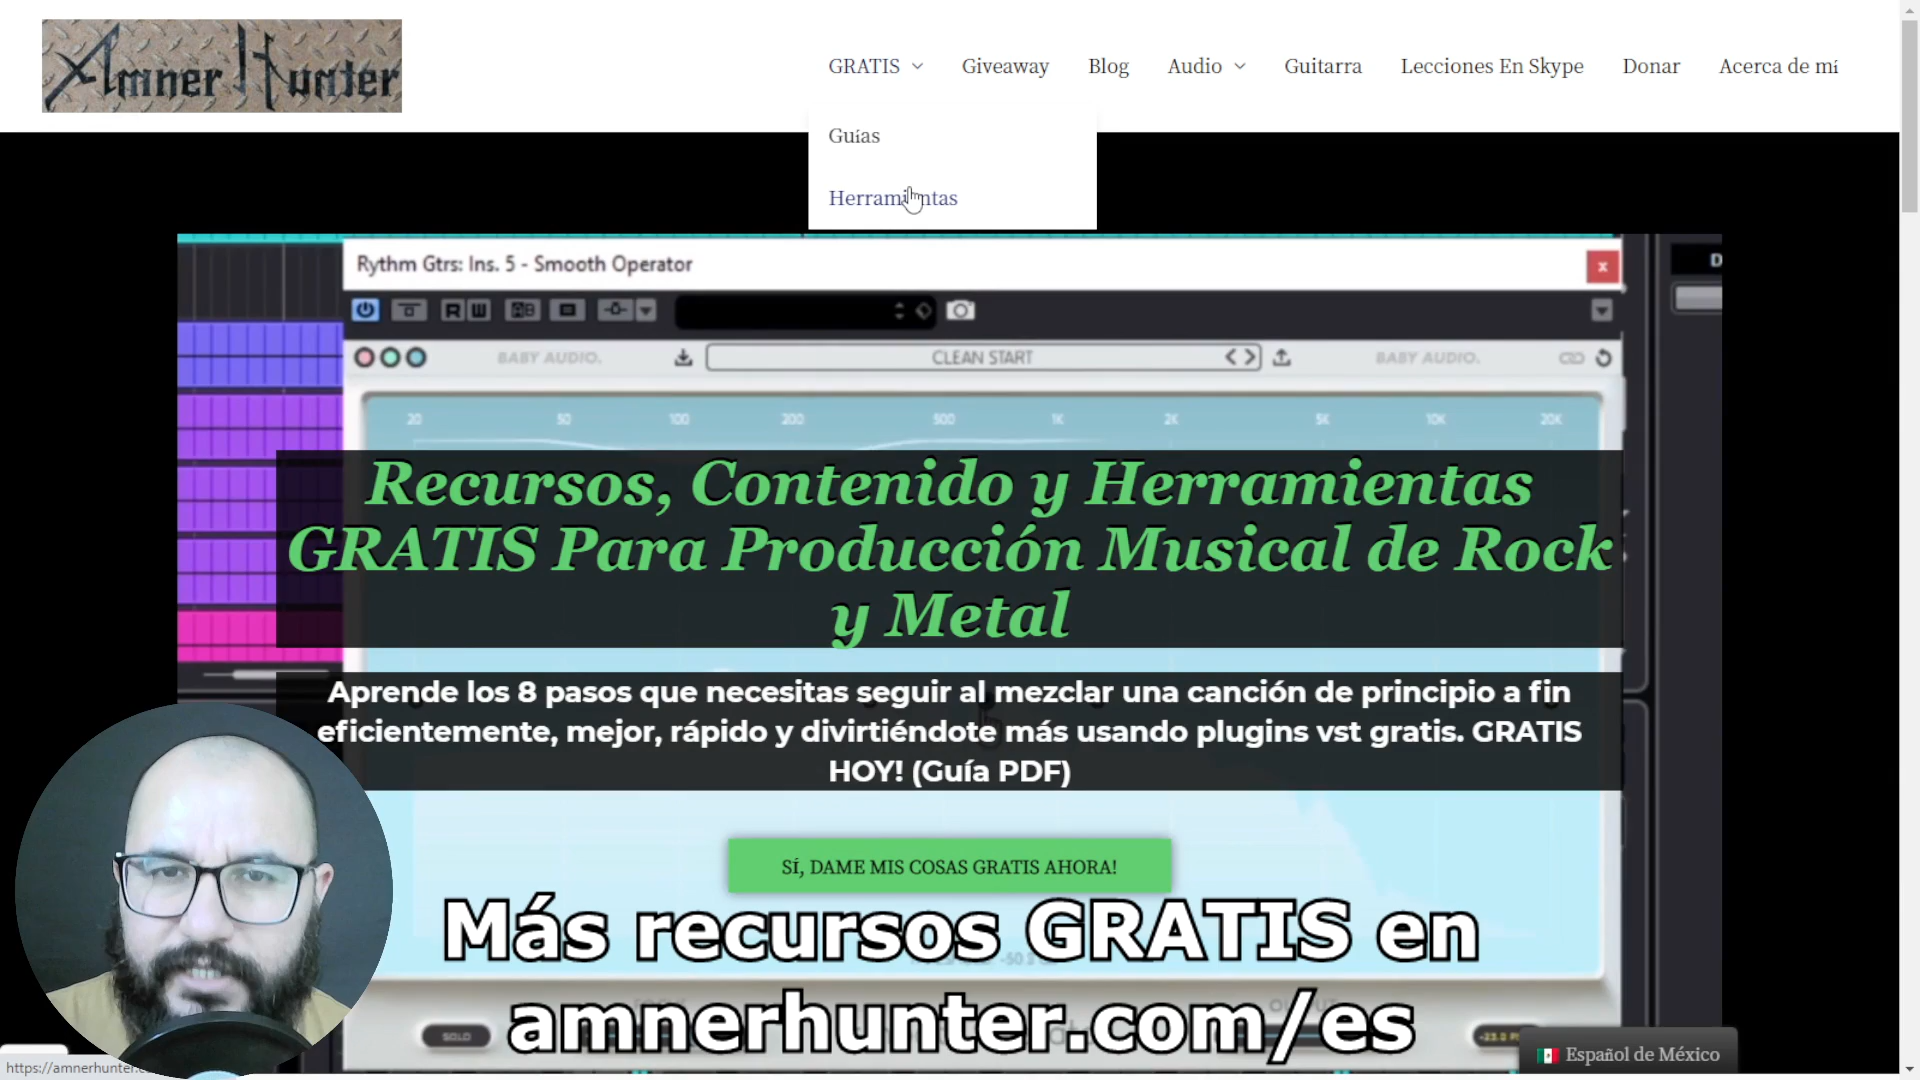 Amner Hunter
GRATIS Giveaway Blog Audio Guitarra Lecciones En Skype Donar Acerca de mí
Guías
Herramientas
Rythm Gtrs: Ins. 5 - Smooth Operator
x
R W
BABY AUDIO. CLEAN START BABY AUDIO.
20 50 100 200 500 1K 2K 5K 10K 20K
Recursos, Contenido y Herramientas
GRATIS Para Producción Musical de Rock
y Metal
Aprende los 8 pasos que necesitas seguir al mezclar una canción de principio a fin
eficientemente, mejor, rápido y divirtiéndote más usando plugins vst gratis. GRATIS
HOY! (Guía PDF)
SÍ, DAME MIS COSAS GRATIS AHORA!
Más recursos GRATIS en
amnerhunter.com/es
SOLO
Español de México